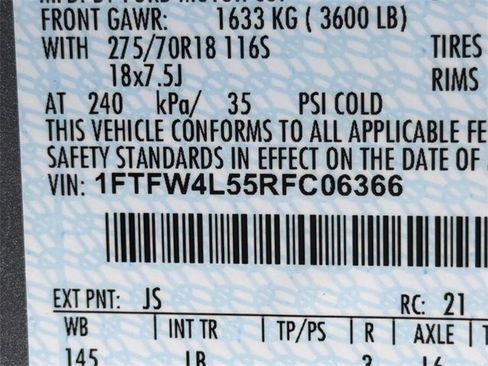 FRONT GAWR: 1633 KG ( 3600 LB)
WITH 275/70R18 116S TIRES
18x7.5J RIMS
AT 240 kPa/ 35 PSI COLD
THIS VEHICLE CONFORMS TO ALL APPLICABLE FE
SAFETY STANDARDS IN EFFECT ON THE DATE OF
VIN: 1FTFW4L55RFC06366
EXT PNT: JS RC: 21
WB INT TR TP/PS R AXLE
145